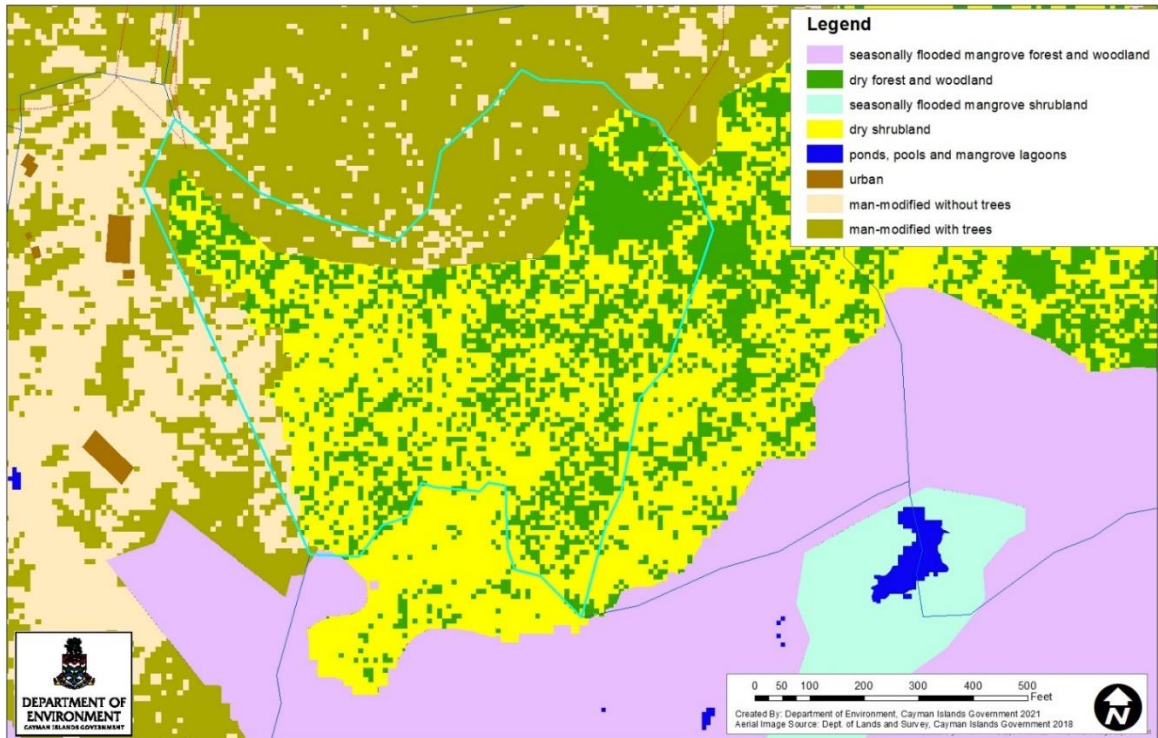 Legend
seasonally flooded mangrove forest and woodland
dry forest and woodland
seasonally flooded mangrove shrubland
dry shrubland
ponds, pools and mangrove lagoons
urban
man-modified without trees
man-modified with trees
DEPARTMENT OF
ENVIRONMENT
CAYMAN ISLANDS GOVERNMENT
0 50 100 200 300 400 500
Feet
Created By: Department of Environment, Cayman Islands Government 2021
Aerial Image Source: Dept. of Lands and Survey, Cayman Islands Government 2018
N